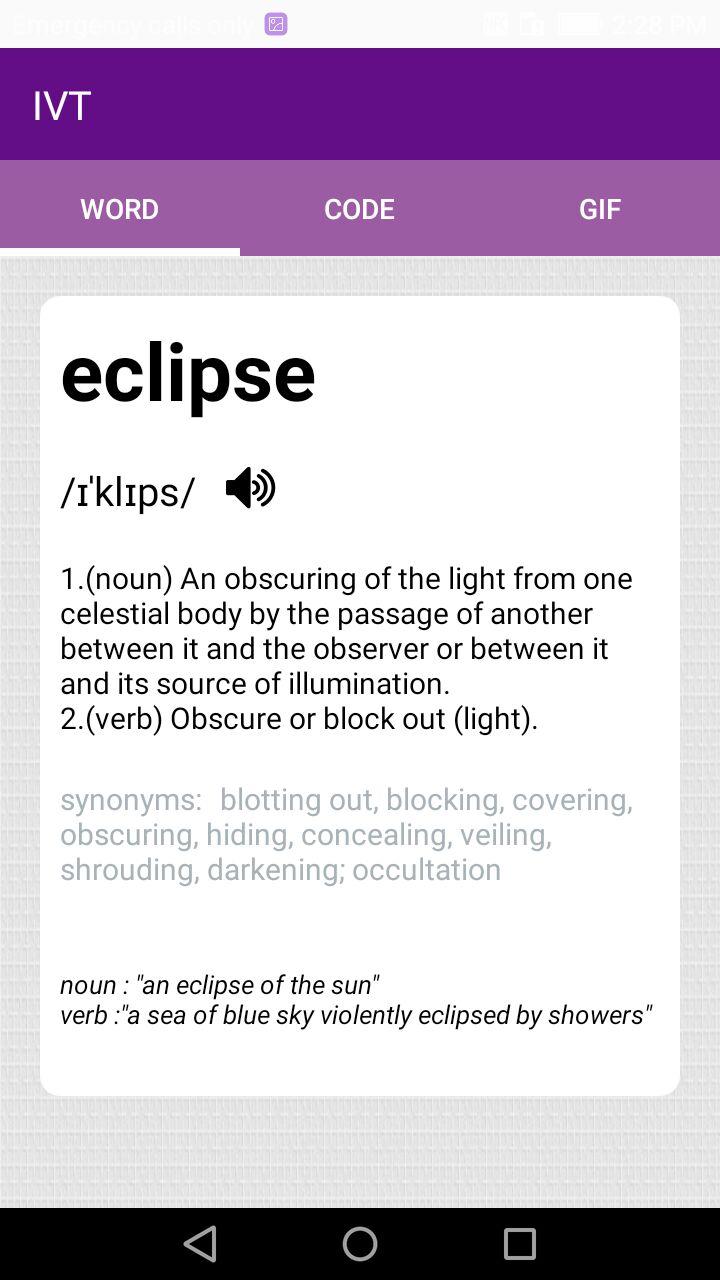 Emergency calls only
2:28 PM
IVT
WORD CODE GIF
eclipse
/ɪˈklɪps/
1.(noun) An obscuring of the light from one
celestial body by the passage of another
between it and the observer or between it
and its source of illumination.
2.(verb) Obscure or block out (light).
synonyms: blotting out, blocking, covering,
obscuring, hiding, concealing, veiling,
shrouding, darkening; occultation
noun : "an eclipse of the sun"
verb :"a sea of blue sky violently eclipsed by showers"